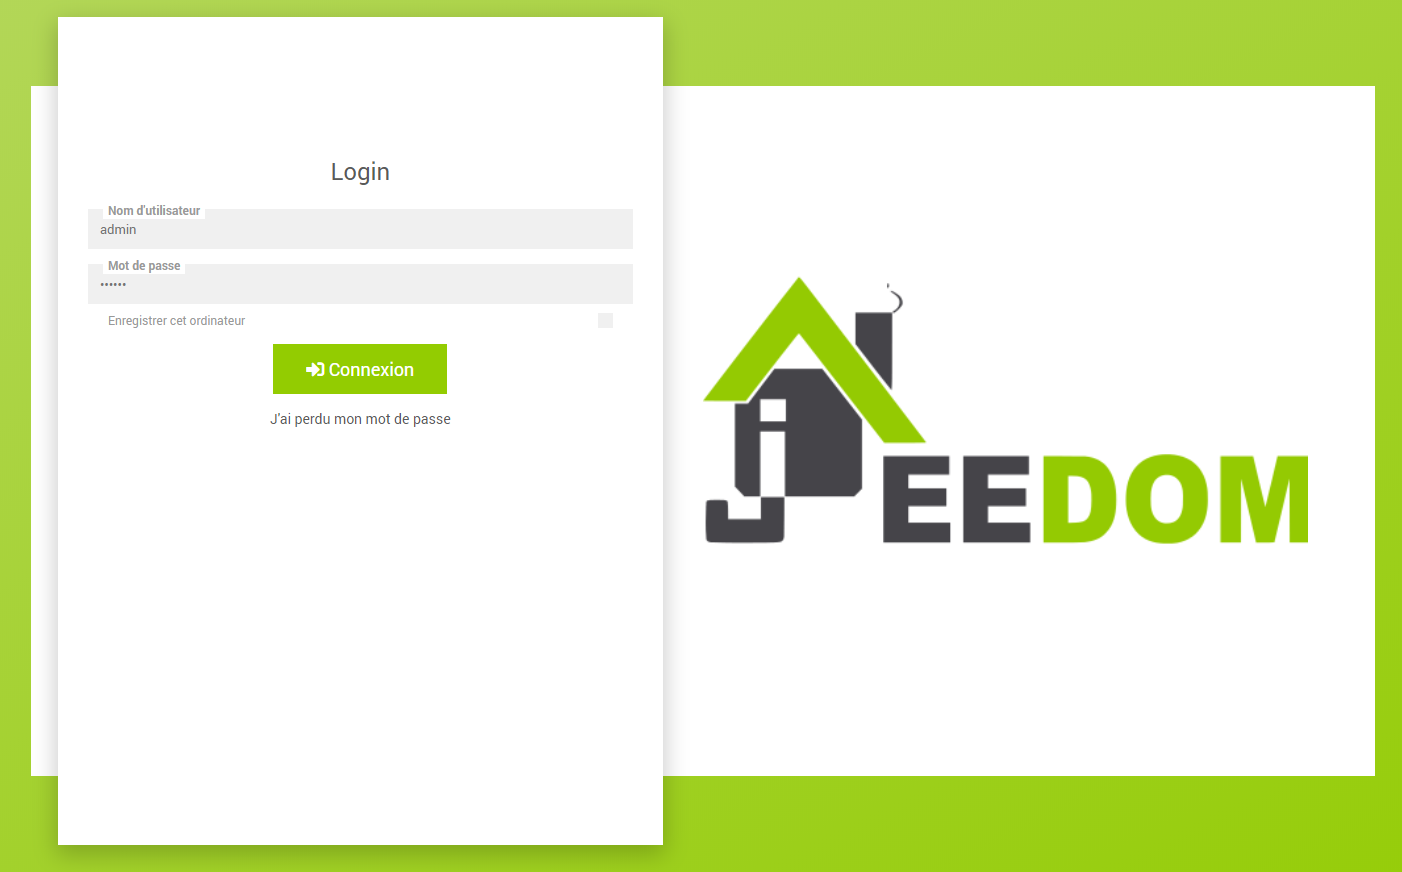 Login
Nom d'utilisateur
admin
Mot de passe
••••••
Enregistrer cet ordinateur
Connexion
J'ai perdu mon mot de passe
jEEDOM